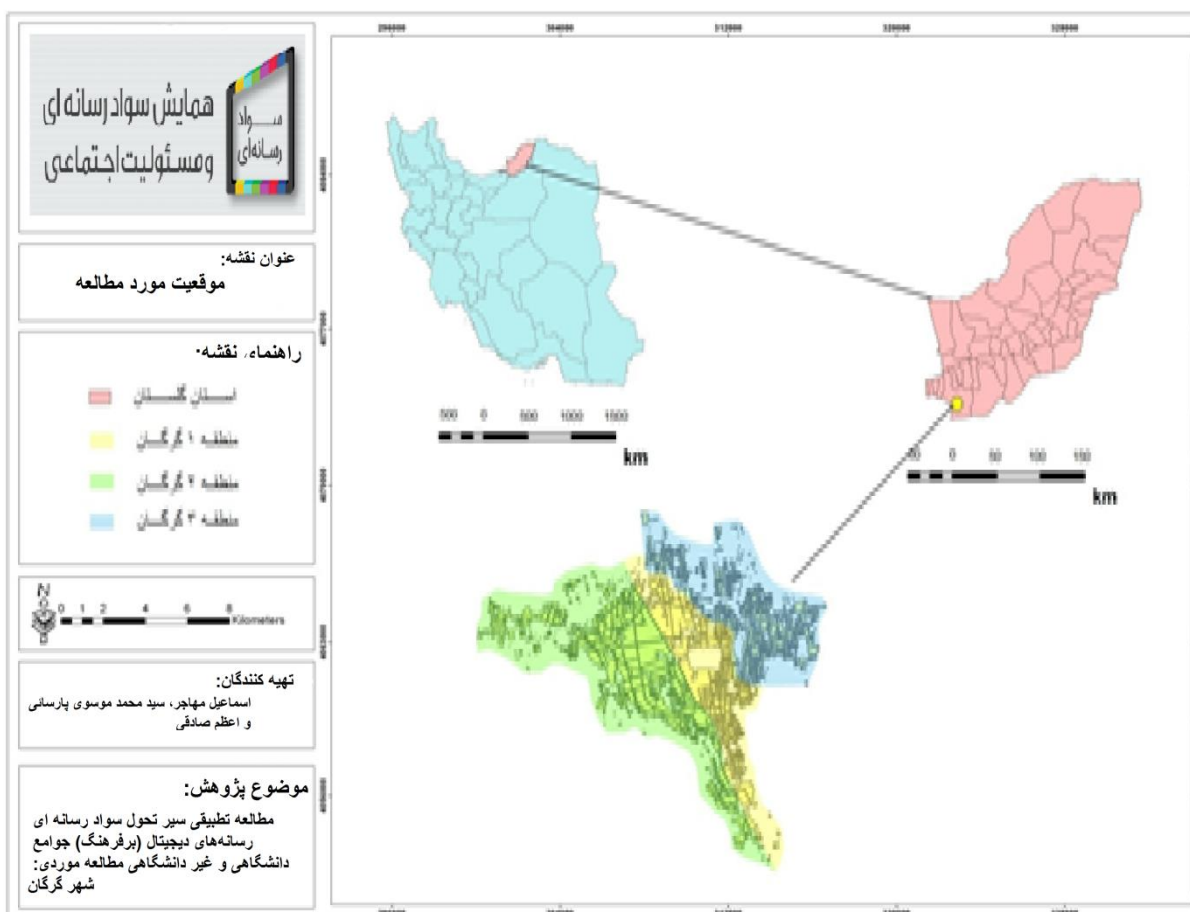 همایش سواد رسانه ای
ومسئولیت اجتماعی
سواد
رسانه‌ای
عنوان نقشه:
موقعیت مورد مطالعه
راهنمای نقشه:
استان گلستان
منطقه ۱ گرگان
منطقه ۲ گرگان
منطقه ۳ گرگان
N
0 1 2 4 6 8
Kilometers
تهیه کنندگان:
اسماعیل مهاجر، سید محمد موسوی پارسائی
و اعظم صادقی
موضوع پژوهش:
مطالعه تطبیقی سیر تحول سواد رسانه ای
رسانه‌های دیجیتال (برفرهنگ) جوامع
دانشگاهی و غیر دانشگاهی مطالعه موردی:
شهر گرگان
500 0 500 1000 1500
km
0 50 100 150
km